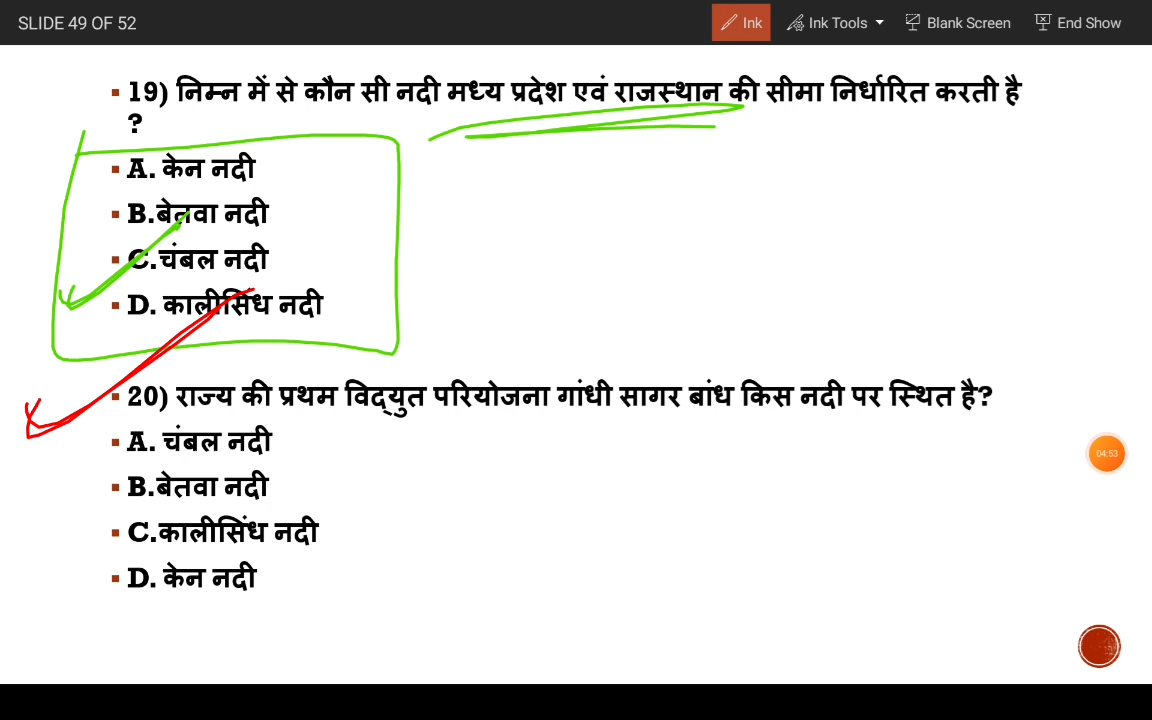 SLIDE 49 OF 52
Ink
Ink Tools
Blank Screen
End Show
19) निम्न में से कौन सी नदी मध्य प्रदेश एवं राजस्थान की सीमा निर्धारित करती है
?
A. केन नदी
B.बेतवा नदी
C.चंबल नदी
D. कालीसिंध नदी
20) राज्य की प्रथम विद्युत परियोजना गांधी सागर बांध किस नदी पर स्थित है?
A. चंबल नदी
B.बेतवा नदी
C.कालीसिंध नदी
D. केन नदी
04:53